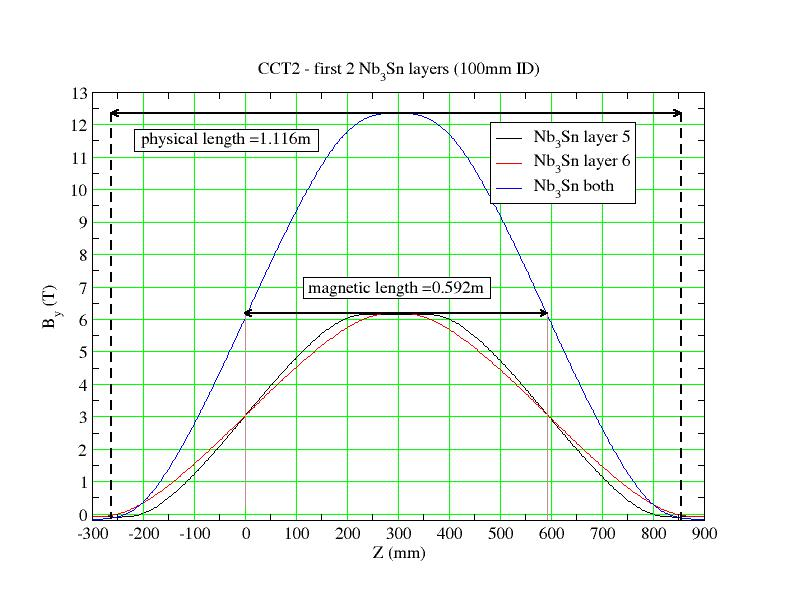 CCT2 - first 2 Nb3Sn layers (100mm ID)
13
12
11
10
9
8
7
6
5
4
3
2
1
0
By (T)
physical length =1.116m
Nb3Sn layer 5
Nb3Sn layer 6
Nb3Sn both
magnetic length =0.592m
-300 -200 -100 0 100 200 300 400 500 600 700 800 900
Z (mm)